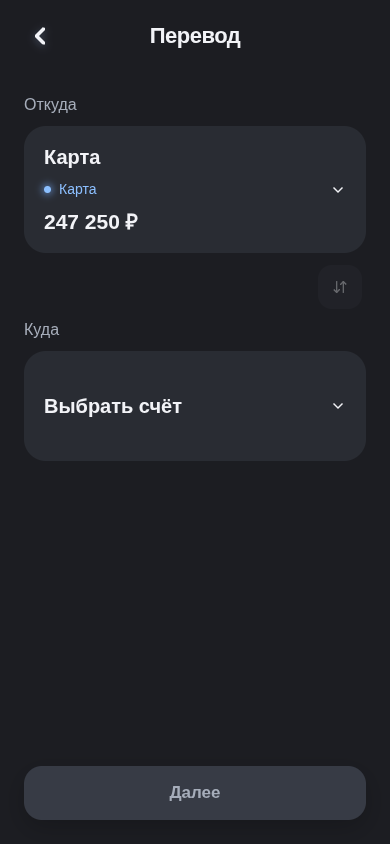 Перевод
Откуда
Карта
Карта
247 250 ₽
Куда
Выбрать счёт
Далее